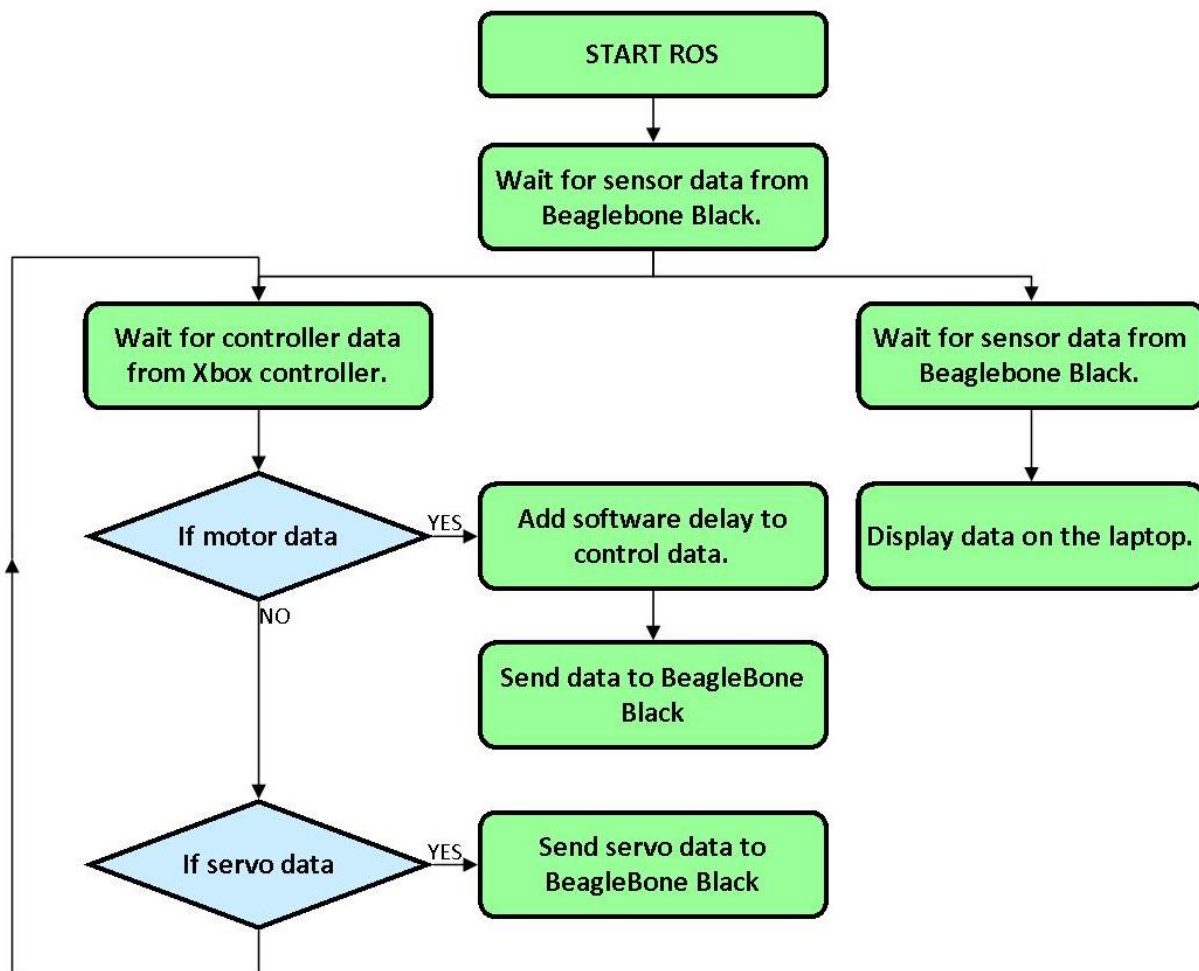 START ROS
Wait for sensor data from
Beaglebone Black.
Wait for controller data
from Xbox controller.
Wait for sensor data from
Beaglebone Black.
If motor data
YES
Add software delay to
control data.
Display data on the laptop.
NO
Send data to BeagleBone
Black
If servo data
YES
Send servo data to
BeagleBone Black